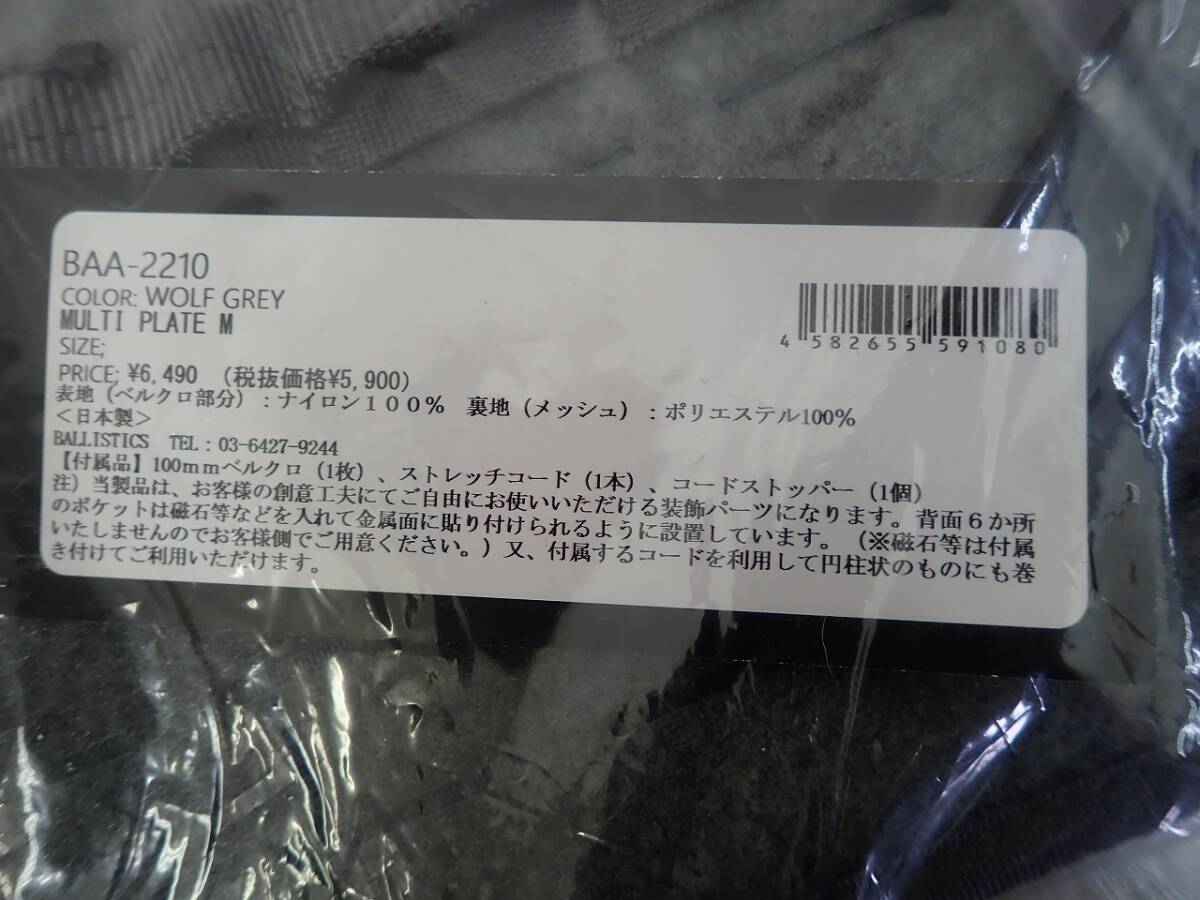 BAA-2210
COLOR: WOLF GREY
MULTI PLATE M
SIZE;
PRICE; ¥6,490 （税抜価格¥5,900）
表地（ベルクロ部分）：ナイロン１００％ 裏地（メッシュ）：ポリエステル100％
＜日本製＞
BALLISTICS TEL：03-6427-9244
【付属品】100mmベルクロ（1枚）、ストレッチコード（1本）、コードストッパー（1個）
注）当製品は、お客様の創意工夫にてご自由にお使いいただける装飾パーツになります。背面６か所
のポケットは磁石等などを入れて金属面に貼り付けられるように設置しています。（※磁石等は付属
いたしませんのでお客様側でご用意ください。）又、付属するコードを利用して円柱状のものにも巻
き付けてご利用いただけます。
4 582655 591080